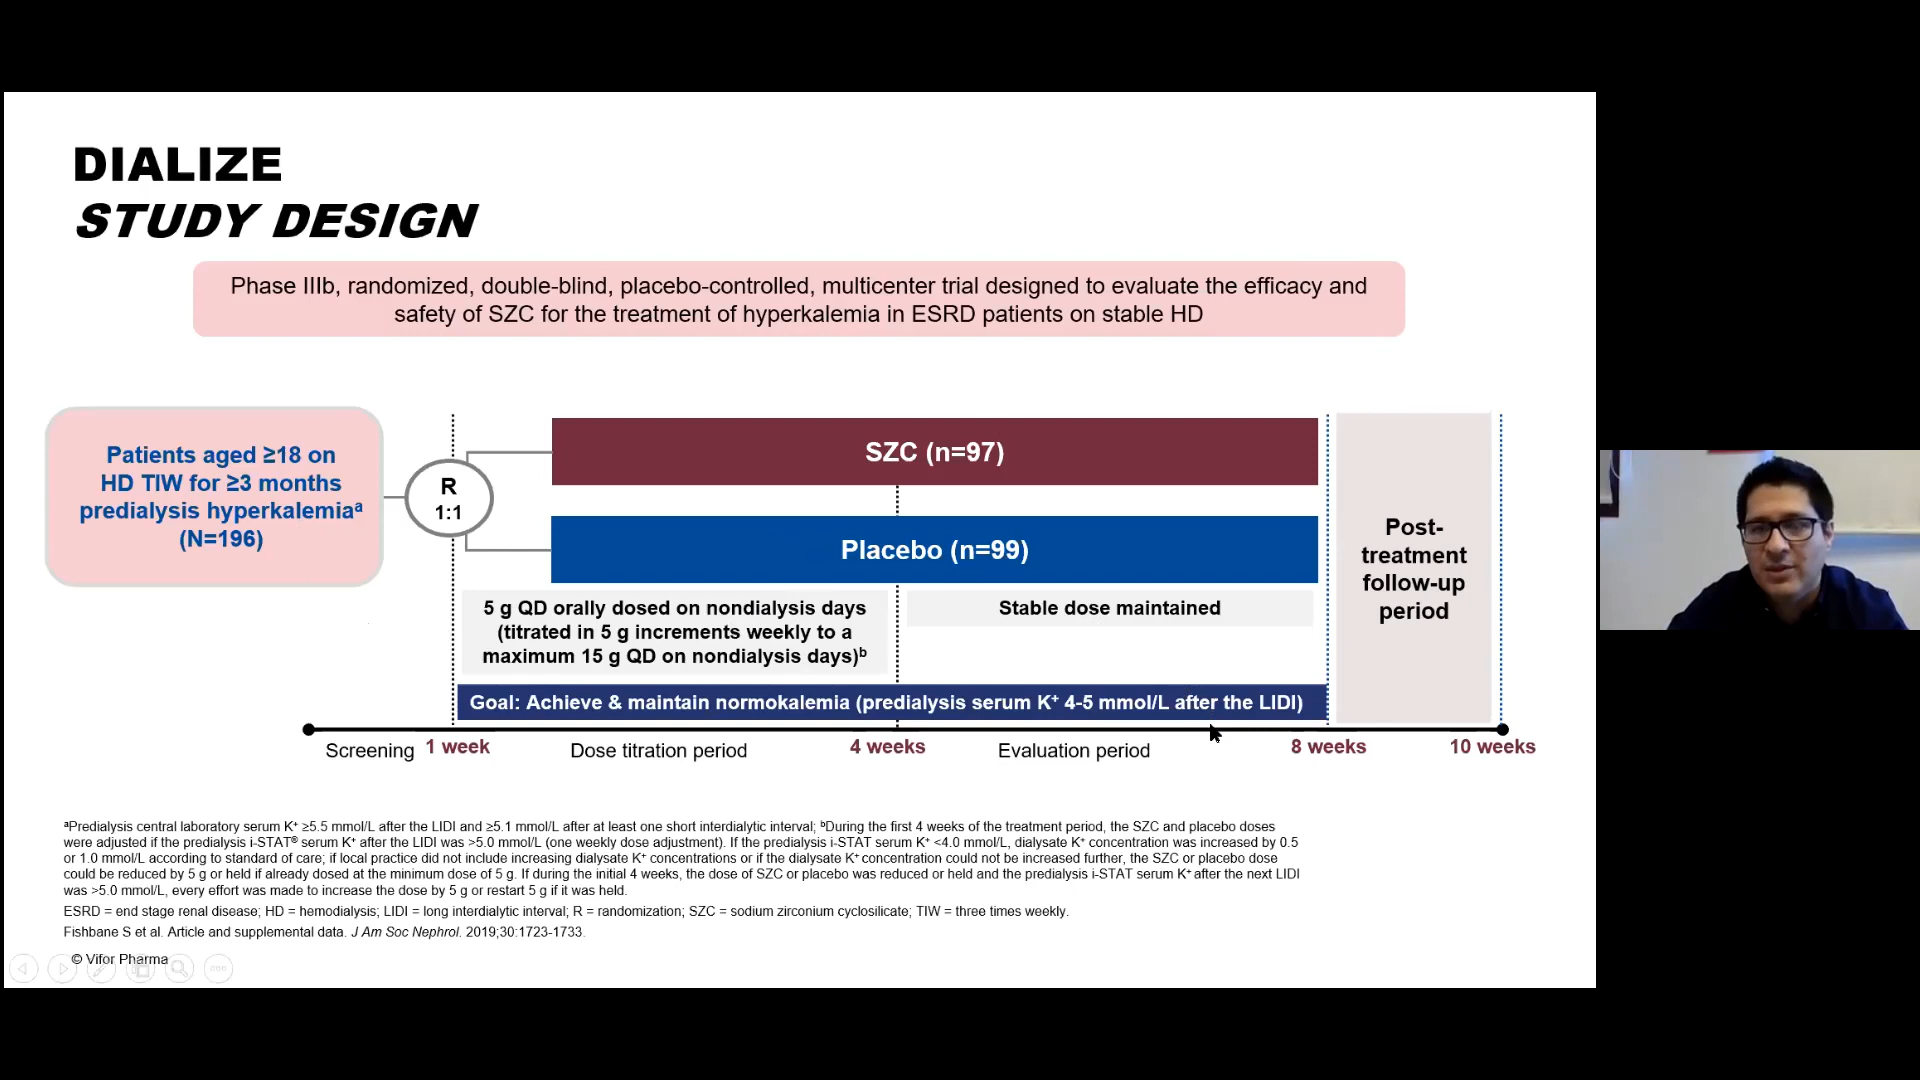 DIALIZE
STUDY DESIGN
Phase IIIb, randomized, double-blind, placebo-controlled, multicenter trial designed to evaluate the efficacy and
safety of SZC for the treatment of hyperkalemia in ESRD patients on stable HD
Patients aged ≥18 on
HD TIW for ≥3 months
predialysis hyperkalemiaᵃ
(N=196)
R
1:1
SZC (n=97)
Placebo (n=99)
5 g QD orally dosed on nondialysis days
(titrated in 5 g increments weekly to a
maximum 15 g QD on nondialysis days)ᵇ
Stable dose maintained
Post-
treatment
follow-up
period
Goal: Achieve & maintain normokalemia (predialysis serum K⁺ 4-5 mmol/L after the LIDI)
Screening
1 week
Dose titration period
4 weeks
Evaluation period
8 weeks
10 weeks
ᵃPredialysis central laboratory serum K⁺ ≥5.5 mmol/L after the LIDI and ≥5.1 mmol/L after at least one short interdialytic interval; ᵇDuring the first 4 weeks of the treatment period, the SZC and placebo doses
were adjusted if the predialysis i-STAT® serum K⁺ after the LIDI was >5.0 mmol/L (one weekly dose adjustment). If the predialysis i-STAT serum K⁺ <4.0 mmol/L, dialysate K⁺ concentration was increased by 0.5
or 1.0 mmol/L according to standard of care; if local practice did not include increasing dialysate K⁺ concentrations or if the dialysate K⁺ concentration could not be increased further, the SZC or placebo dose
could be reduced by 5 g or held if already dosed at the minimum dose of 5 g. If during the initial 4 weeks, the dose of SZC or placebo was reduced or held and the predialysis i-STAT serum K⁺ after the next LIDI
was >5.0 mmol/L, every effort was made to increase the dose by 5 g or restart 5 g if it was held.
ESRD = end stage renal disease; HD = hemodialysis; LIDI = long interdialytic interval; R = randomization; SZC = sodium zirconium cyclosilicate; TIW = three times weekly.
Fishbane S et al. Article and supplemental data. J Am Soc Nephrol. 2019;30:1723-1733.
© Vifor Pharma